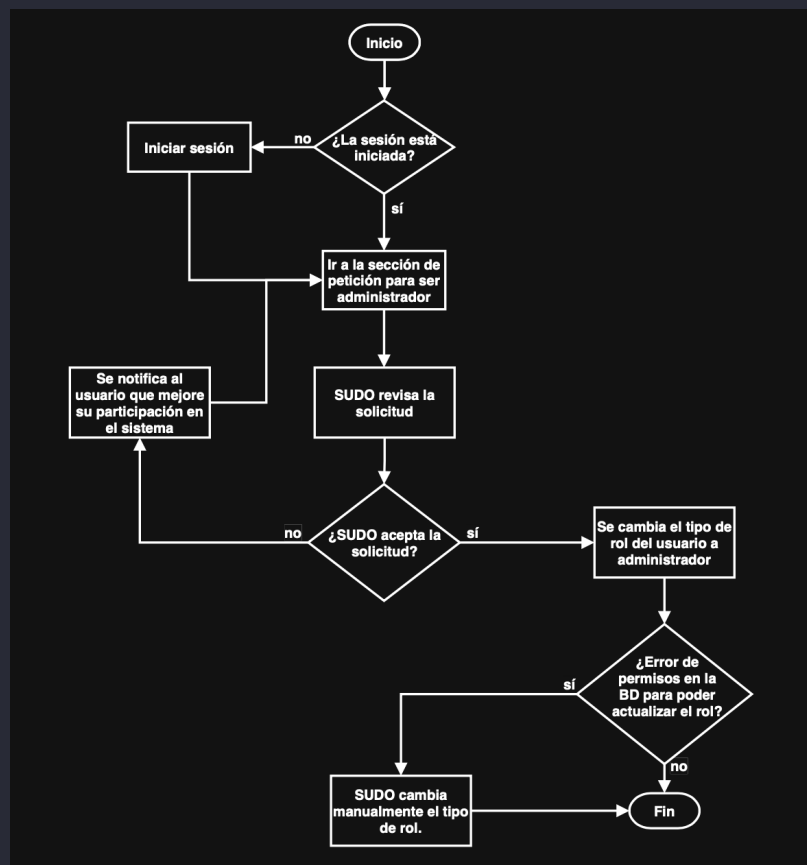 Inicio
¿La sesión está
iniciada?
no
Iniciar sesión
sí
Ir a la sección de
petición para ser
administrador
Se notifica al
usuario que mejore
su participación en
el sistema
SUDO revisa la
solicitud
¿SUDO acepta la
solicitud?
no
sí
Se cambia el tipo de
rol del usuario a
administrador
¿Error de
permisos en la
BD para poder
actualizar el rol?
sí
no
SUDO cambia
manualmente el tipo
de rol.
Fin